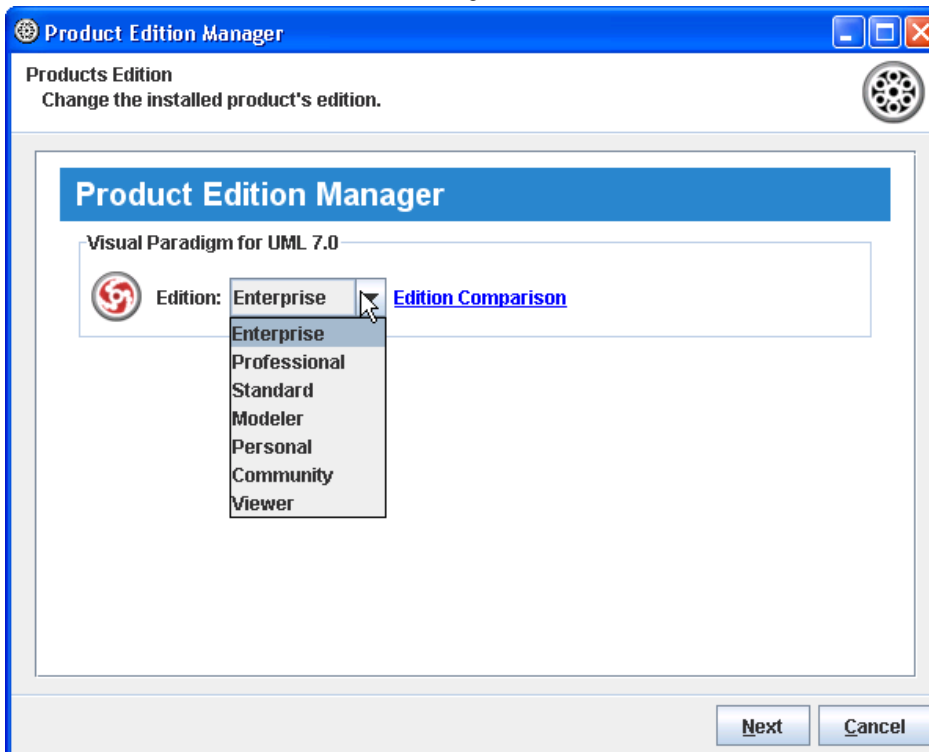 Product Edition Manager
Products Edition
Change the installed product's edition.
Product Edition Manager
Visual Paradigm for UML 7.0
Edition: Enterprise Edition Comparison
Enterprise
Professional
Standard
Modeler
Personal
Community
Viewer
Next Cancel